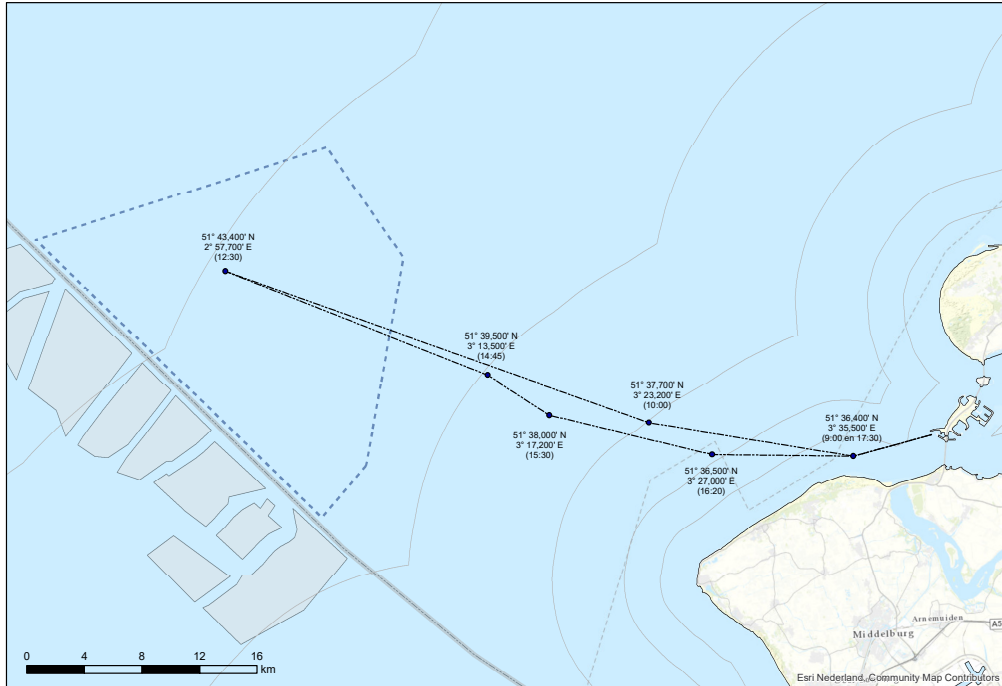 51° 43,400' N
2° 57,700' E
(12:30)
51° 39,500' N
3° 13,500' E
(14:45)
51° 37,700' N
3° 23,200' E
(10:00)
51° 36,400' N
3° 35,500' E
(9:00 en 17:30)
51° 38,000' N
3° 17,200' E
(15:30)
51° 36,500' N
3° 27,000' E
(16:20)
Arnemuiden
A5
Middelburg
0 4 8 12 16
km
Esri Nederland, Community Map Contributors